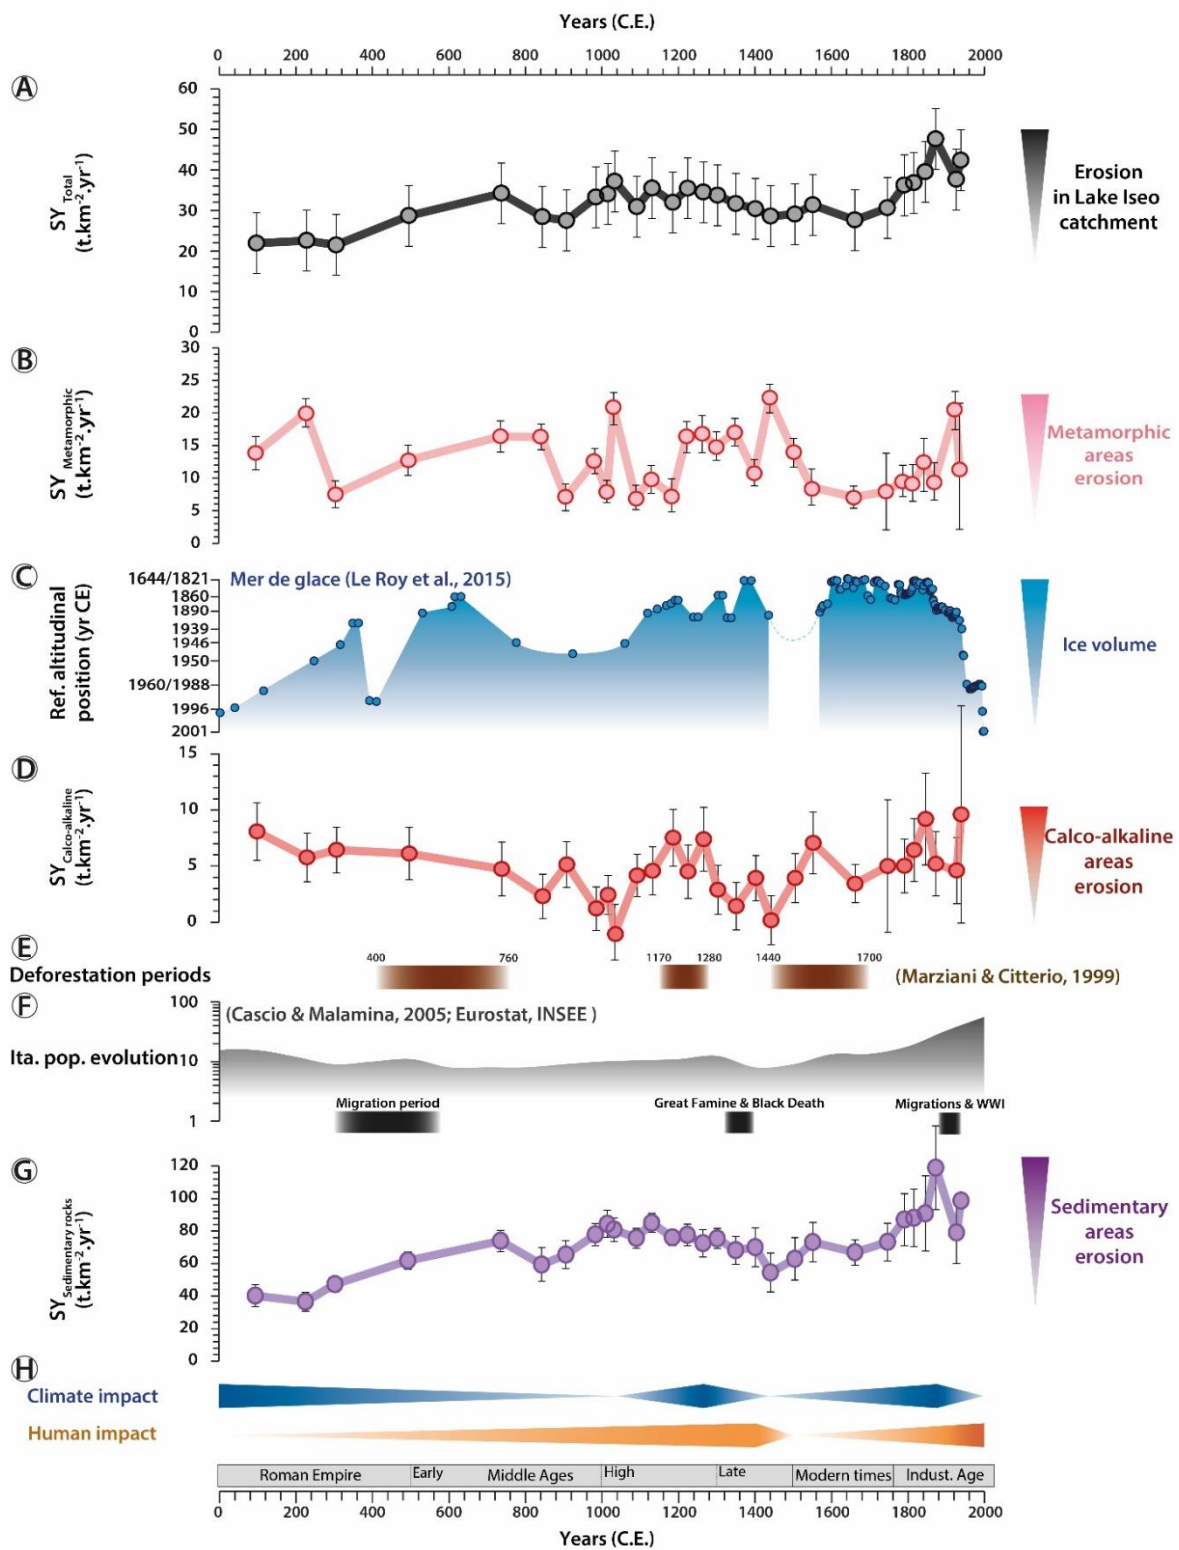 Years (C.E.)
0 200 400 600 800 1000 1200 1400 1600 1800 2000
A
60
50
40
30
20
10
0
SY Total
(t.km-2.yr-1)
Erosion
in Lake Iseo
catchment
B
30
25
20
15
10
5
0
SY Metamorphic
(t.km-2.yr-1)
Metamorphic
areas
erosion
C
Mer de glace (Le Roy et al., 2015)
1644/1821
1860
1890
1939
1946
1950
1960/1988
1996
2001
Ref. altitudinal
position (yr CE)
Ice volume
D
15
10
5
0
SY Calco-alkaline
(t.km-2.yr-1)
Calco-alkaline
areas
erosion
E
400 760 1170 1280 1440 1700
Deforestation periods
(Marziani & Citterio, 1999)
F
100
10
1
(Cascio & Malamina, 2005; Eurostat, INSEE )
Ita. pop. evolution
Migration period
Great Famine & Black Death
Migrations & WWI
G
120
100
80
60
40
20
0
SY Sedimentary rocks
(t.km-2.yr-1)
Sedimentary
areas
erosion
H
Climate impact
Human impact
Roman Empire Early Middle Ages High Late Modern times Indust. Age
0 200 400 600 800 1000 1200 1400 1600 1800 2000
Years (C.E.)